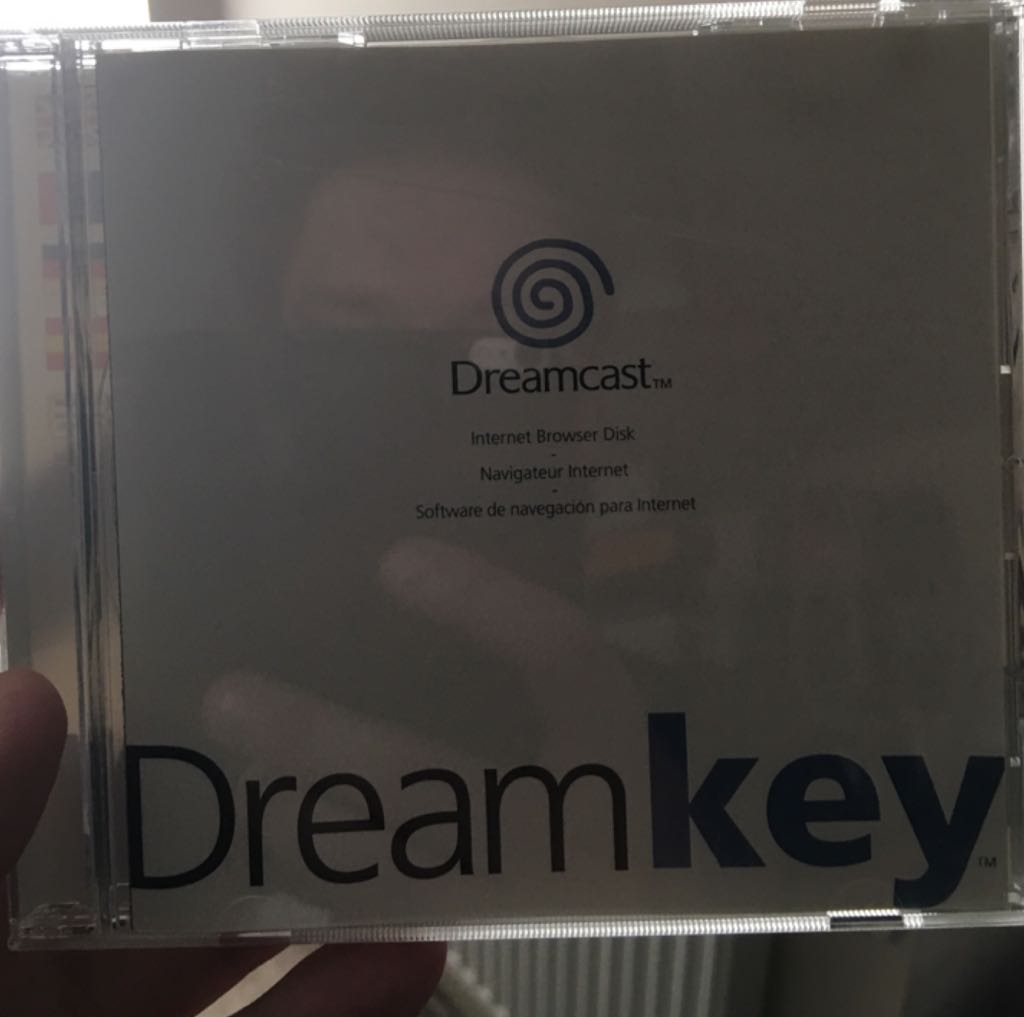 Dreamcast™
Internet Browser Disk
-
Navigateur Internet
-
Software de navegación para Internet
Dreamkey™